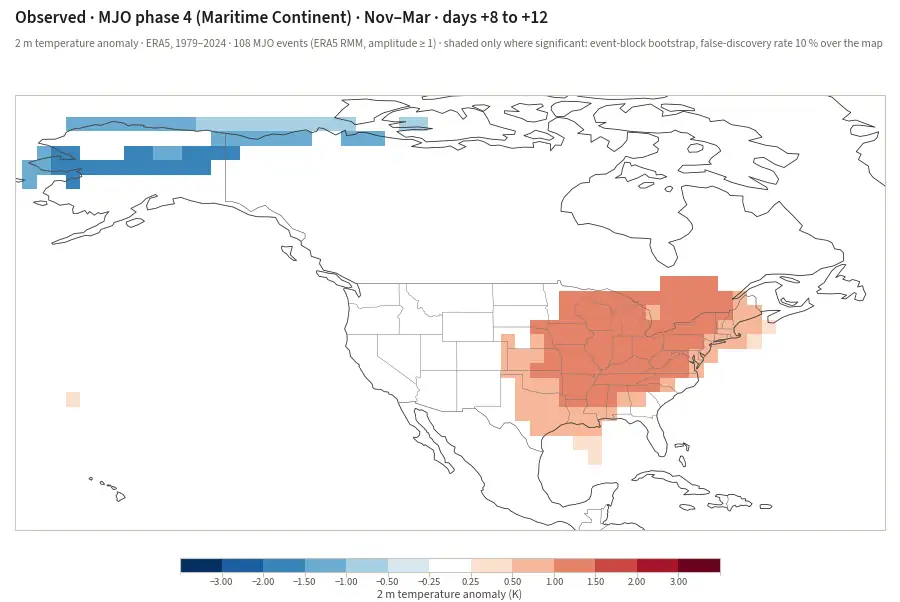 Observed · MJO phase 4 (Maritime Continent) · Nov–Mar · days +8 to +12
2 m temperature anomaly · ERA5, 1979–2024 · 108 MJO events (ERA5 RMM, amplitude ≥ 1) · shaded only where significant: event-block bootstrap, false-discovery rate 10 % over the map
−3.00 −2.00 −1.50 −1.00 −0.50 −0.25 0.25 0.50 1.00 1.50 2.00 3.00
2 m temperature anomaly (K)